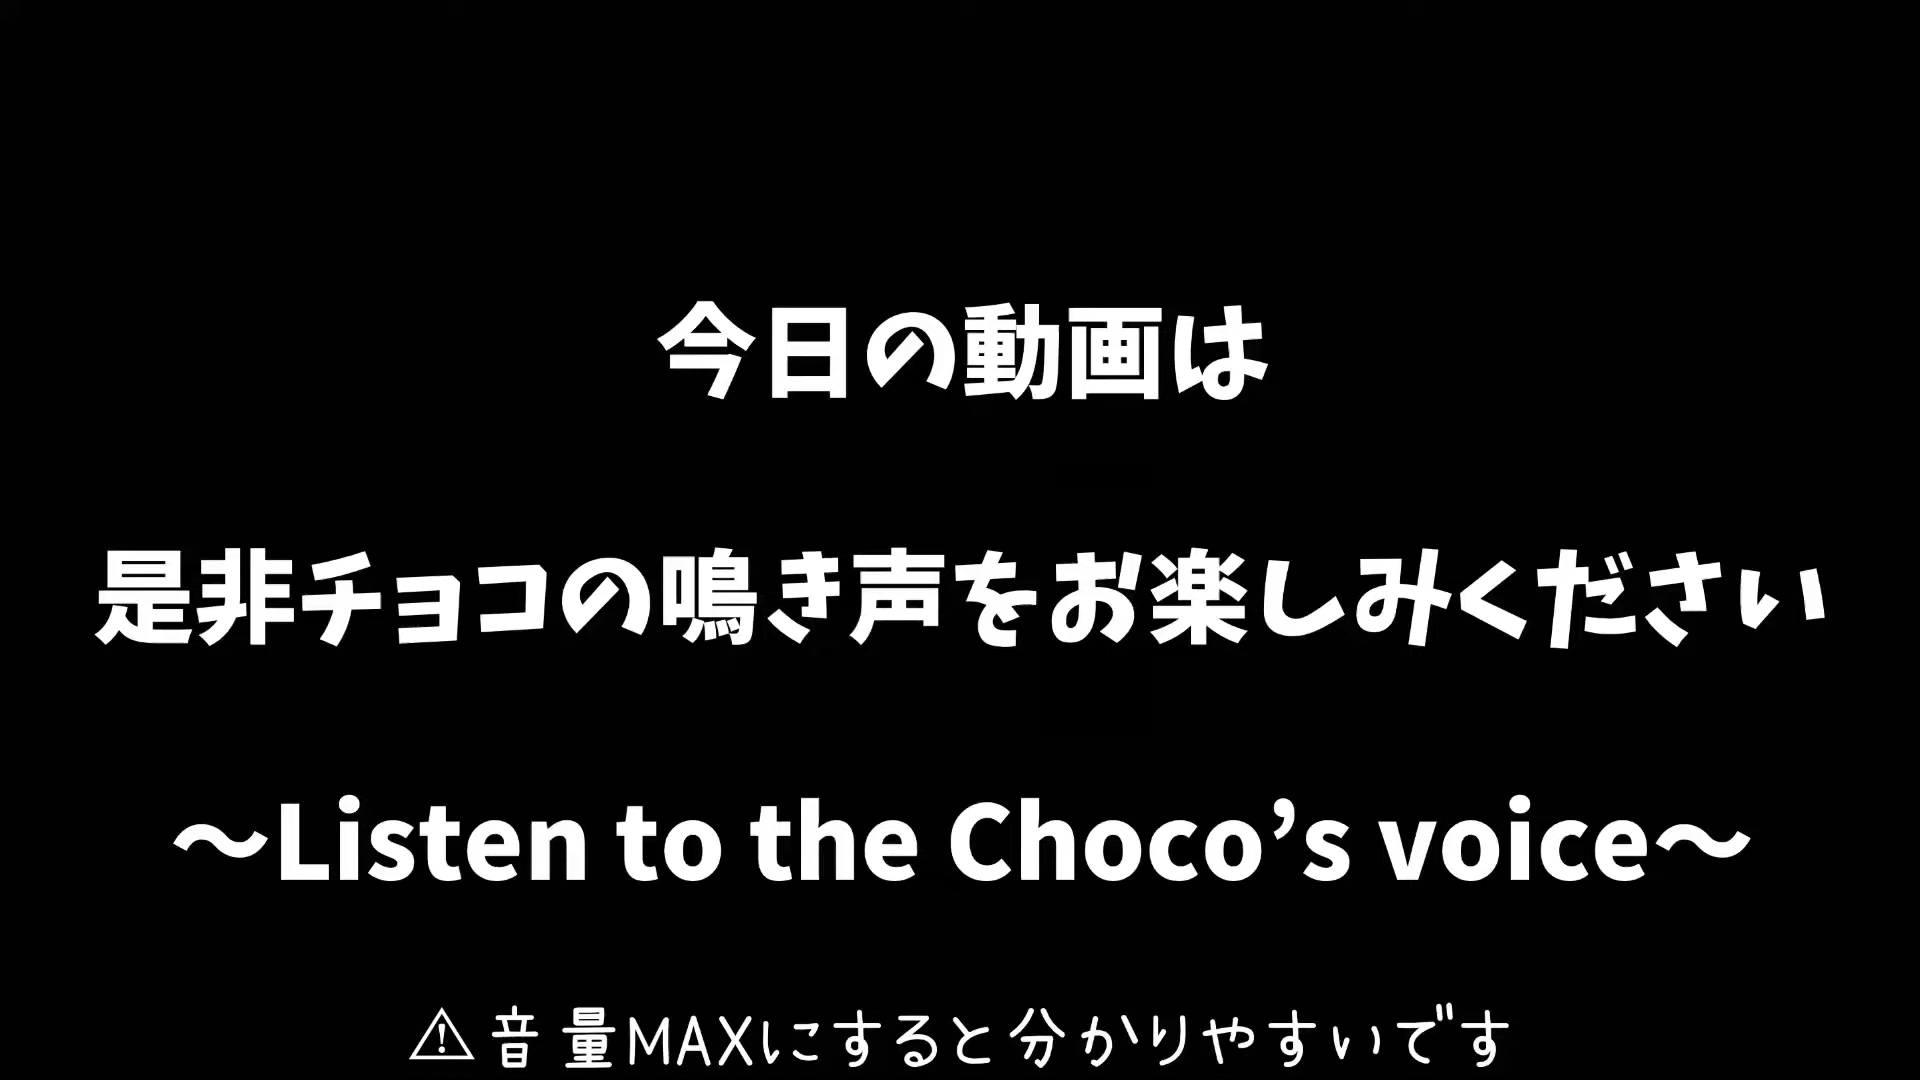 今日の動画は
是非チョコの鳴き声をお楽しみください
〜Listen to the Choco’s voice〜
⚠音量MAXにすると分かりやすいです